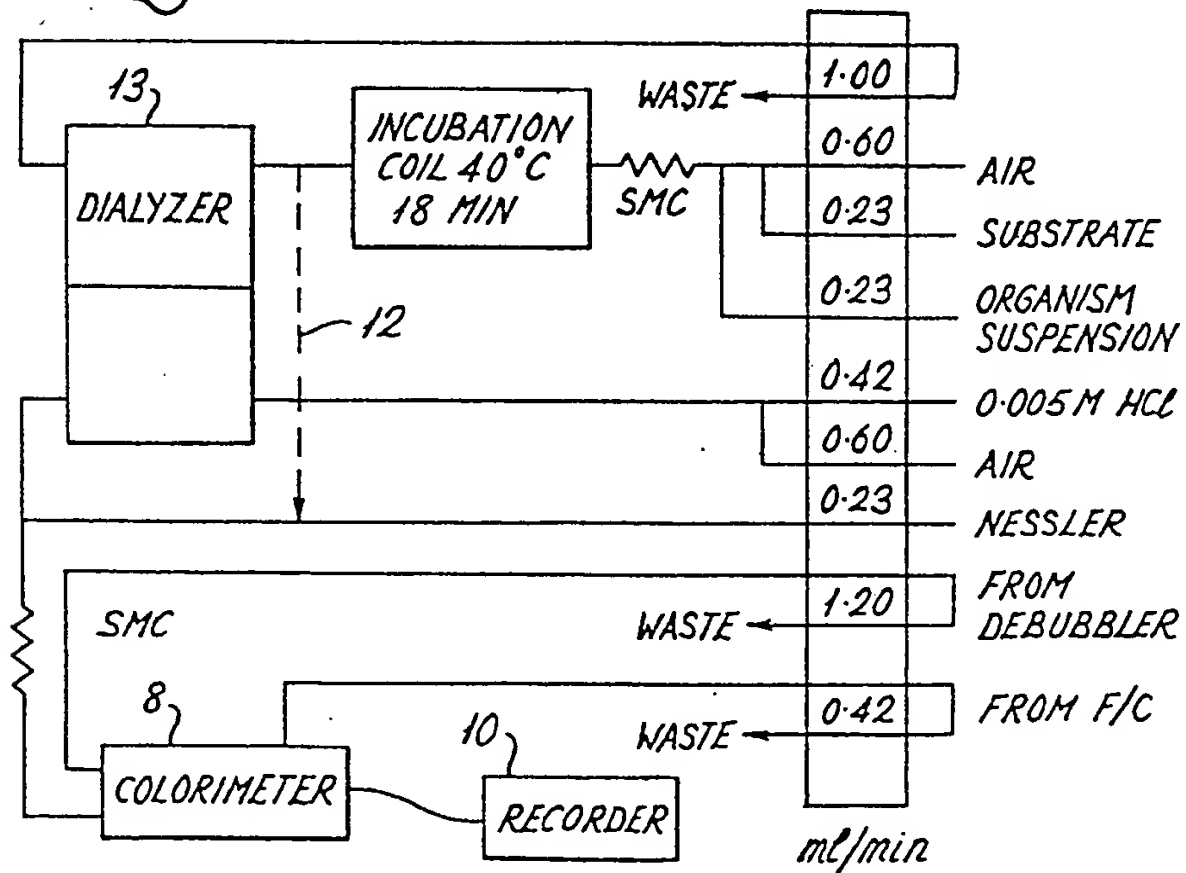 1·00
WASTE
13
INCUBATION
COIL 40°C
18 MIN
0·60
AIR
DIALYZER
SMC
0·23
SUBSTRATE
12
0·23
ORGANISM
SUSPENSION
0·42
0·005M HCl
0·60
AIR
0·23
NESSLER
SMC
1·20
FROM
DEBUBBLER
WASTE
8
10
0·42
FROM F/C
WASTE
COLORIMETER
RECORDER
ml/min